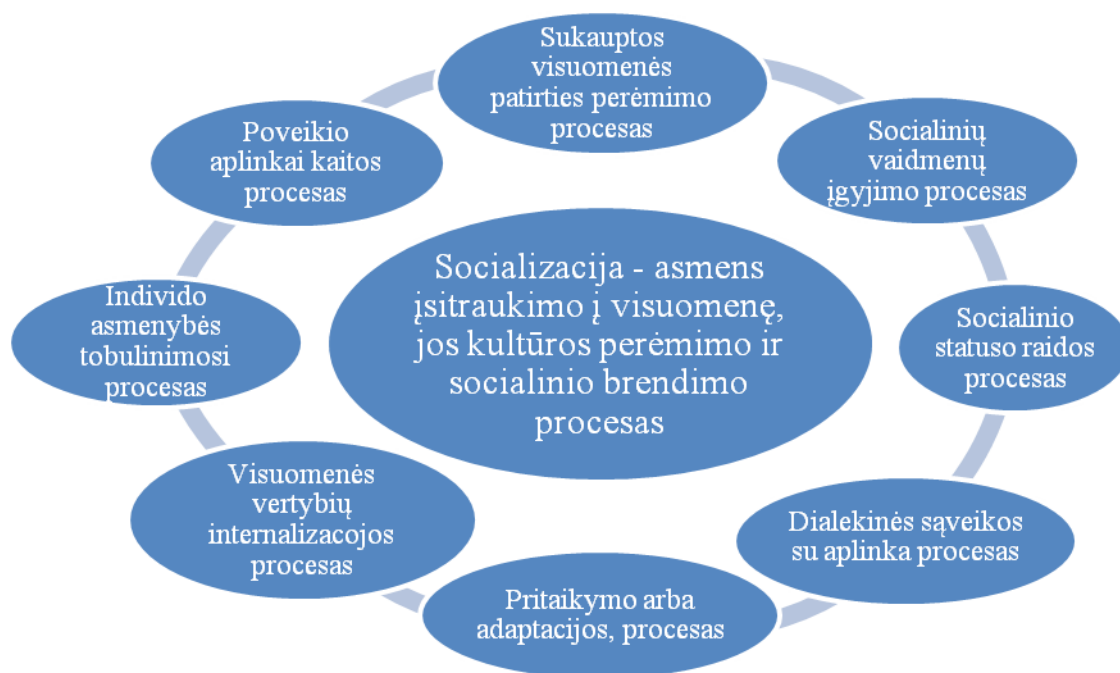 Sukauptos
visuomenės
patirties perėmimo
procesas
Socialinių
vaidmenų
įgyjimo procesas
Socialinio
statuso raidos
procesas
Dialekinės sąveikos
su aplinka procesas
Pritaikymo arba
adaptacijos, procesas
Visuomenės
vertybių
internalizacojos
procesas
Individo
asmenybės
tobulinimosi
procesas
Poveikio
aplinkai kaitos
procesas
Socializacija - asmens
įsitraukimo į visuomenę,
jos kultūros perėmimo ir
socialinio brendimo
procesas